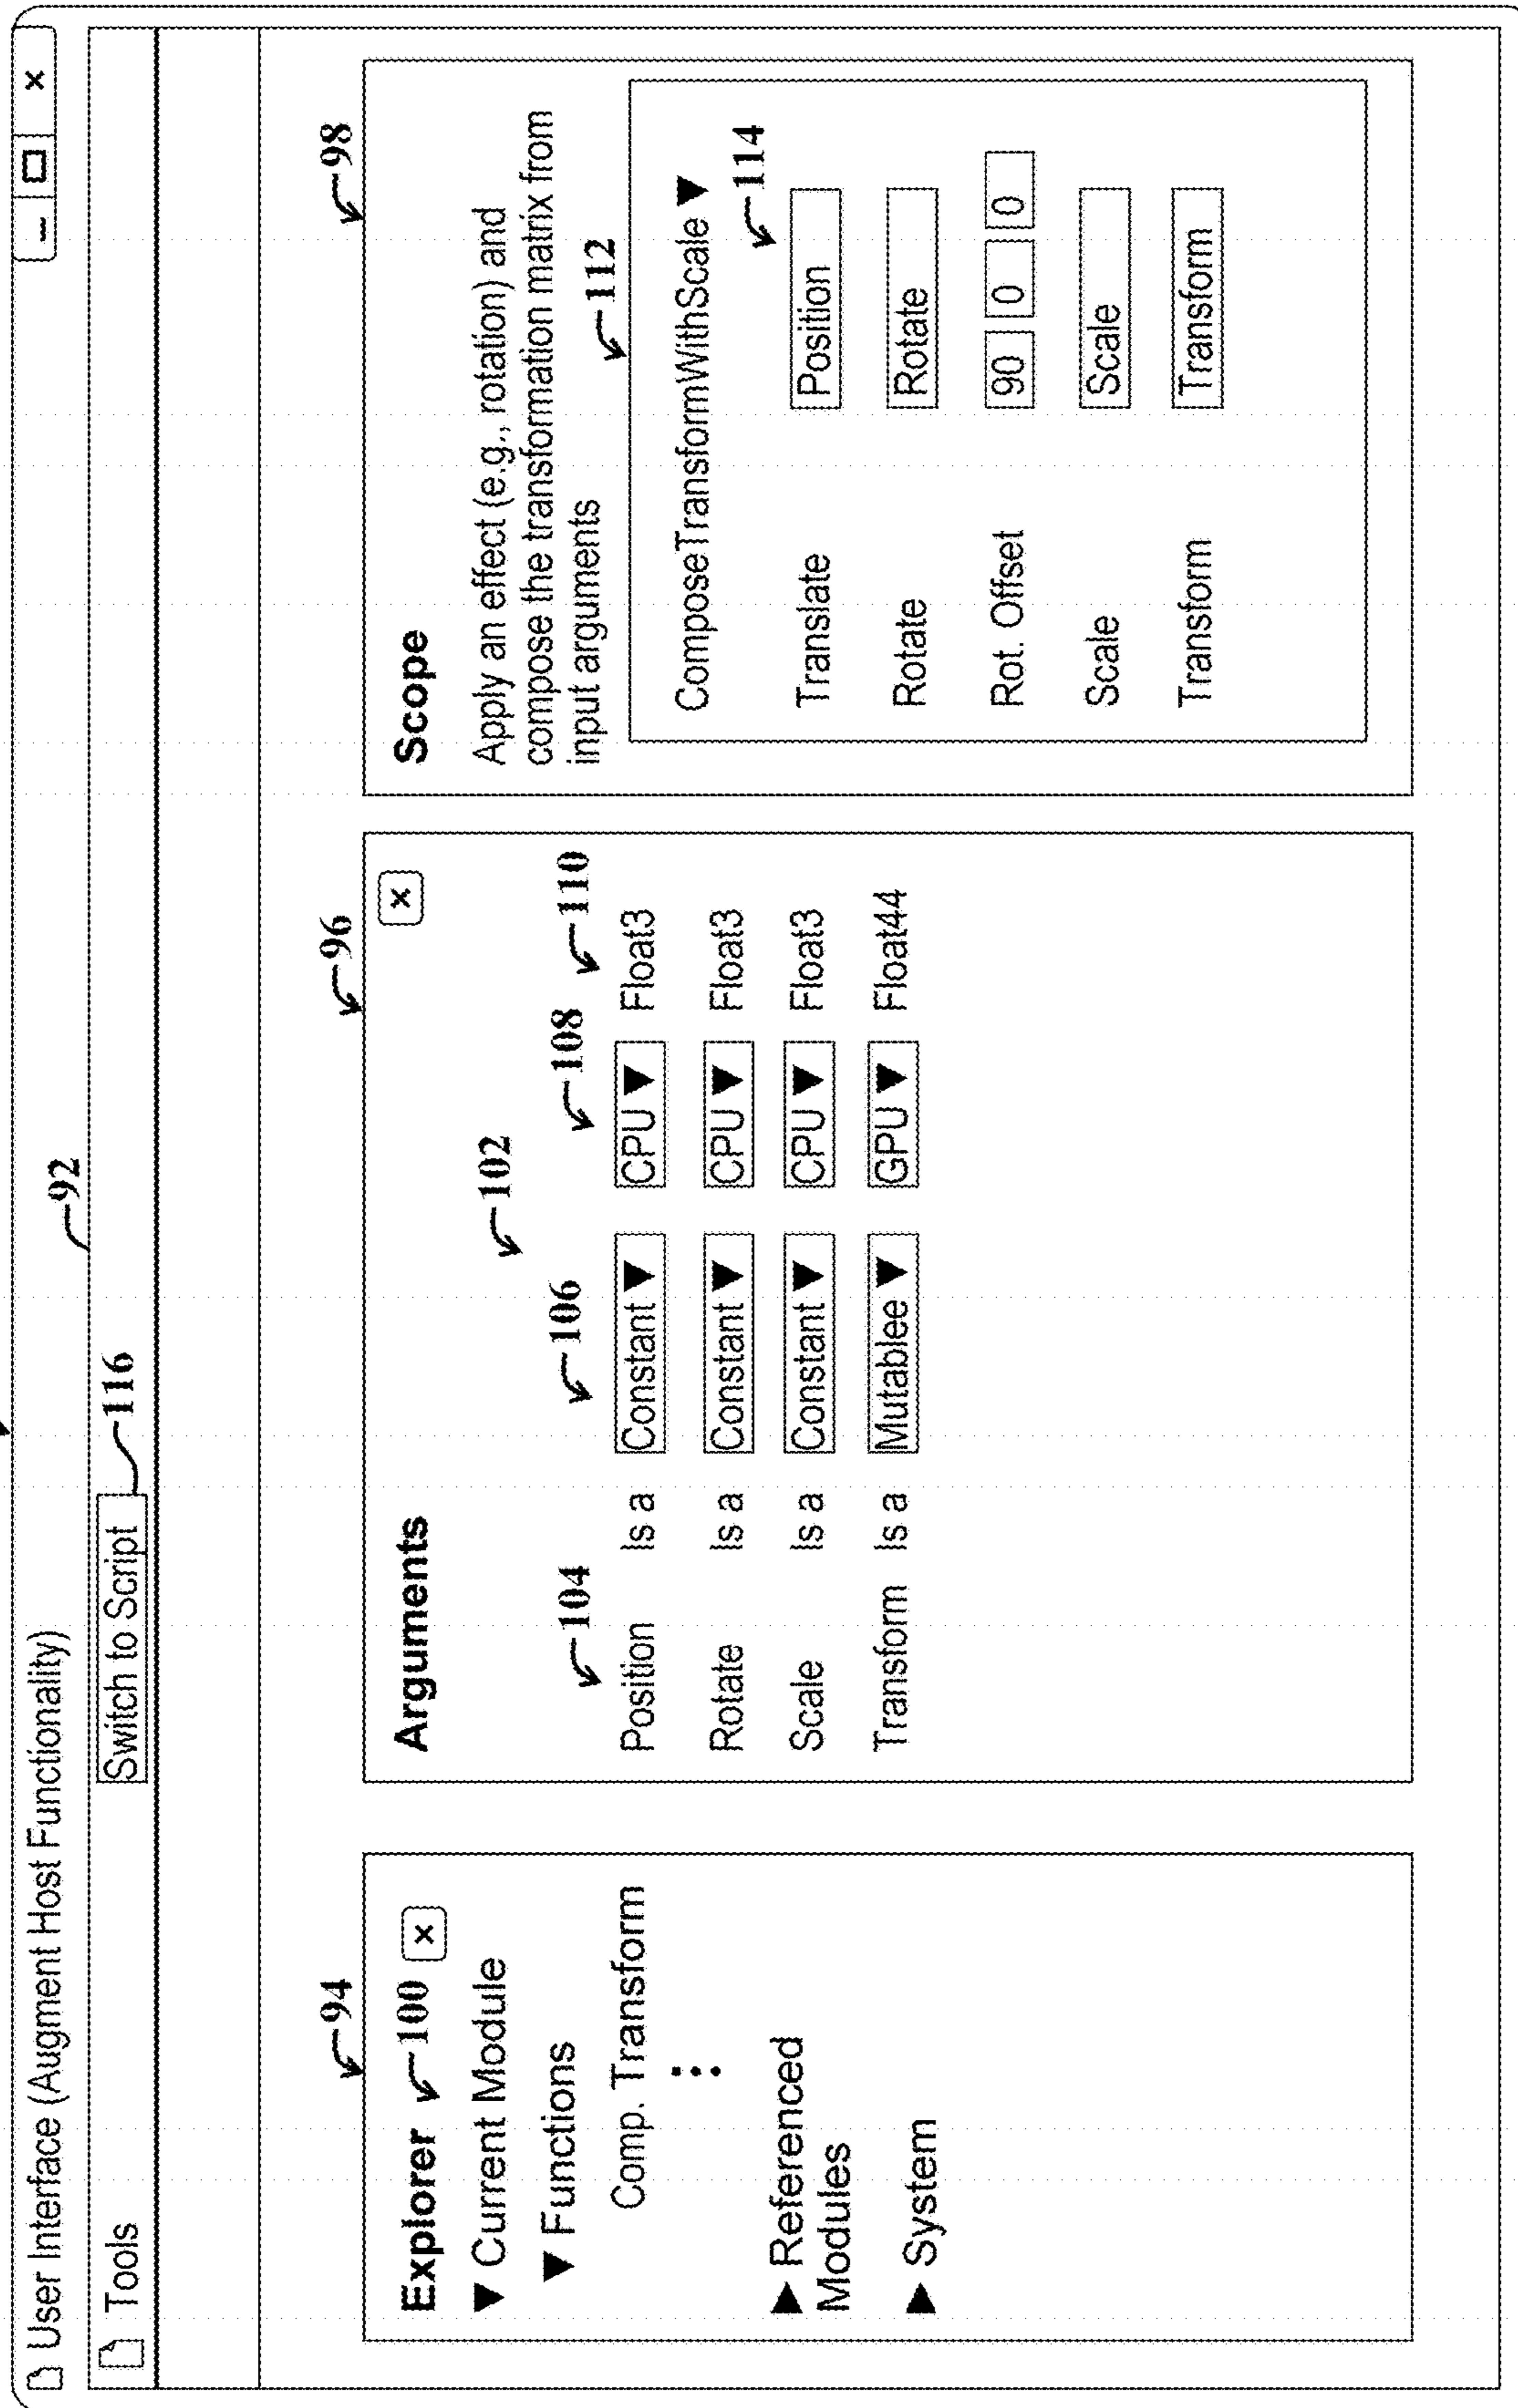 User Interface (Augment Host Functionality)
92
Tools
Switch to Script
116
94
Explorer
100
×
▼ Current Module
▼ Functions
Comp. Transform
⋮
▶ Referenced
Modules
▶ System
96
×
Arguments
102
104
106
108
110
Position Is a Constant ▼ CPU ▼ Float3
Rotate Is a Constant ▼ CPU ▼ Float3
Scale Is a Constant ▼ CPU ▼ Float3
Transform Is a Mutablee ▼ GPU ▼ Float44
98
Scope
Apply an effect (e.g., rotation) and
compose the transformation matrix from
input arguments
112
ComposeTransformWithScale ▼
114
Translate Position
Rotate Rotate
Rot. Offset 90 0 0
Scale Scale
Transform Transform